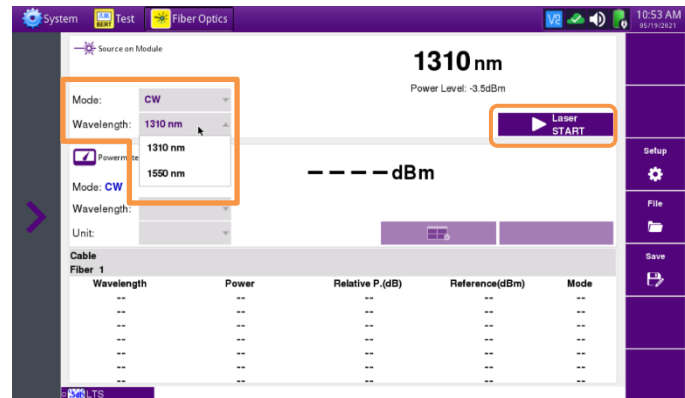 System Test Fiber Optics 10:53 AM
05/19/2021
Source on Module
1310 nm
Power Level: -3.5dBm
Mode: CW
Wavelength: 1310 nm
Laser
START
1310 nm
1550 nm
Setup
----dBm
Mode: CW
Wavelength:
Unit:
File
Cable
Fiber 1
Save
Wavelength Power Relative P.(dB) Reference(dBm) Mode
-- -- -- -- --
-- -- -- -- --
-- -- -- -- --
-- -- -- -- --
-- -- -- -- --
-- -- -- -- --
-- -- -- -- --
LTS